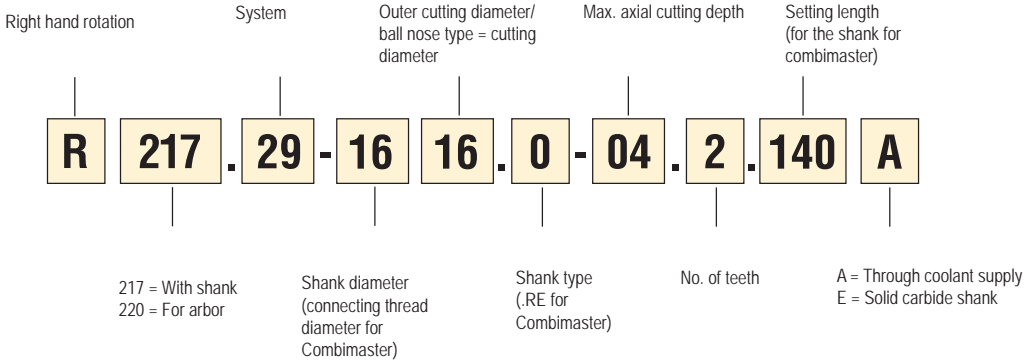 Right hand rotation
System
Outer cutting diameter/
ball nose type = cutting
diameter
Max. axial cutting depth
Setting length
(for the shank for
combimaster)
R 217.29-16 16.0-04.2.140 A
217 = With shank
220 = For arbor
Shank diameter
(connecting thread
diameter for
Combimaster)
Shank type
(.RE for
Combimaster)
No. of teeth
A = Through coolant supply
E = Solid carbide shank